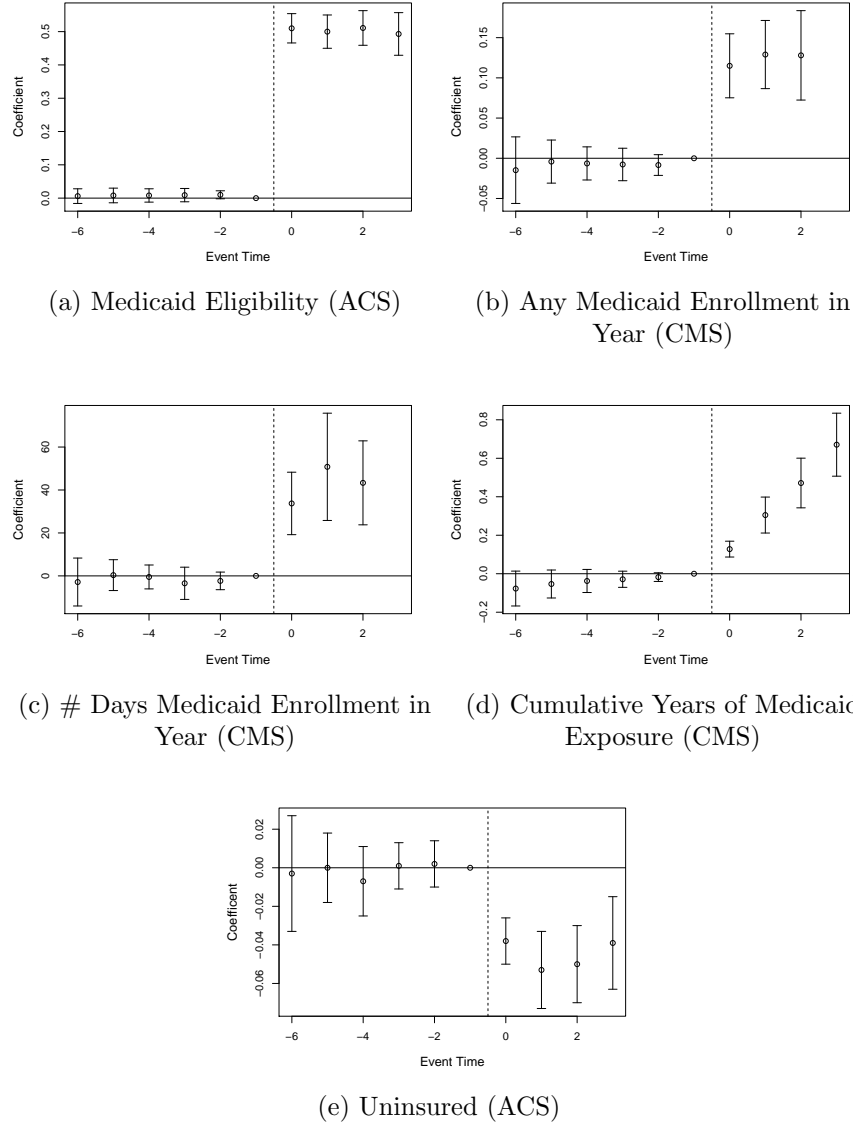 0.5
0.4
0.3
0.2
0.1
0.0
Coefficient
−6 −4 −2 0 2
Event Time
(a) Medicaid Eligibility (ACS)
0.15
0.10
0.05
0.00
−0.05
Coefficient
−6 −4 −2 0 2
Event Time
(b) Any Medicaid Enrollment in
Year (CMS)
60
40
20
0
Coefficient
−6 −4 −2 0 2
Event Time
(c) # Days Medicaid Enrollment in
Year (CMS)
0.8
0.6
0.4
0.2
0.0
−0.2
Coefficient
−6 −4 −2 0 2
Event Time
(d) Cumulative Years of Medicaid
Exposure (CMS)
0.02
0.00
−0.02
−0.04
−0.06
Coefficient
−6 −4 −2 0 2
Event Time
(e) Uninsured (ACS)